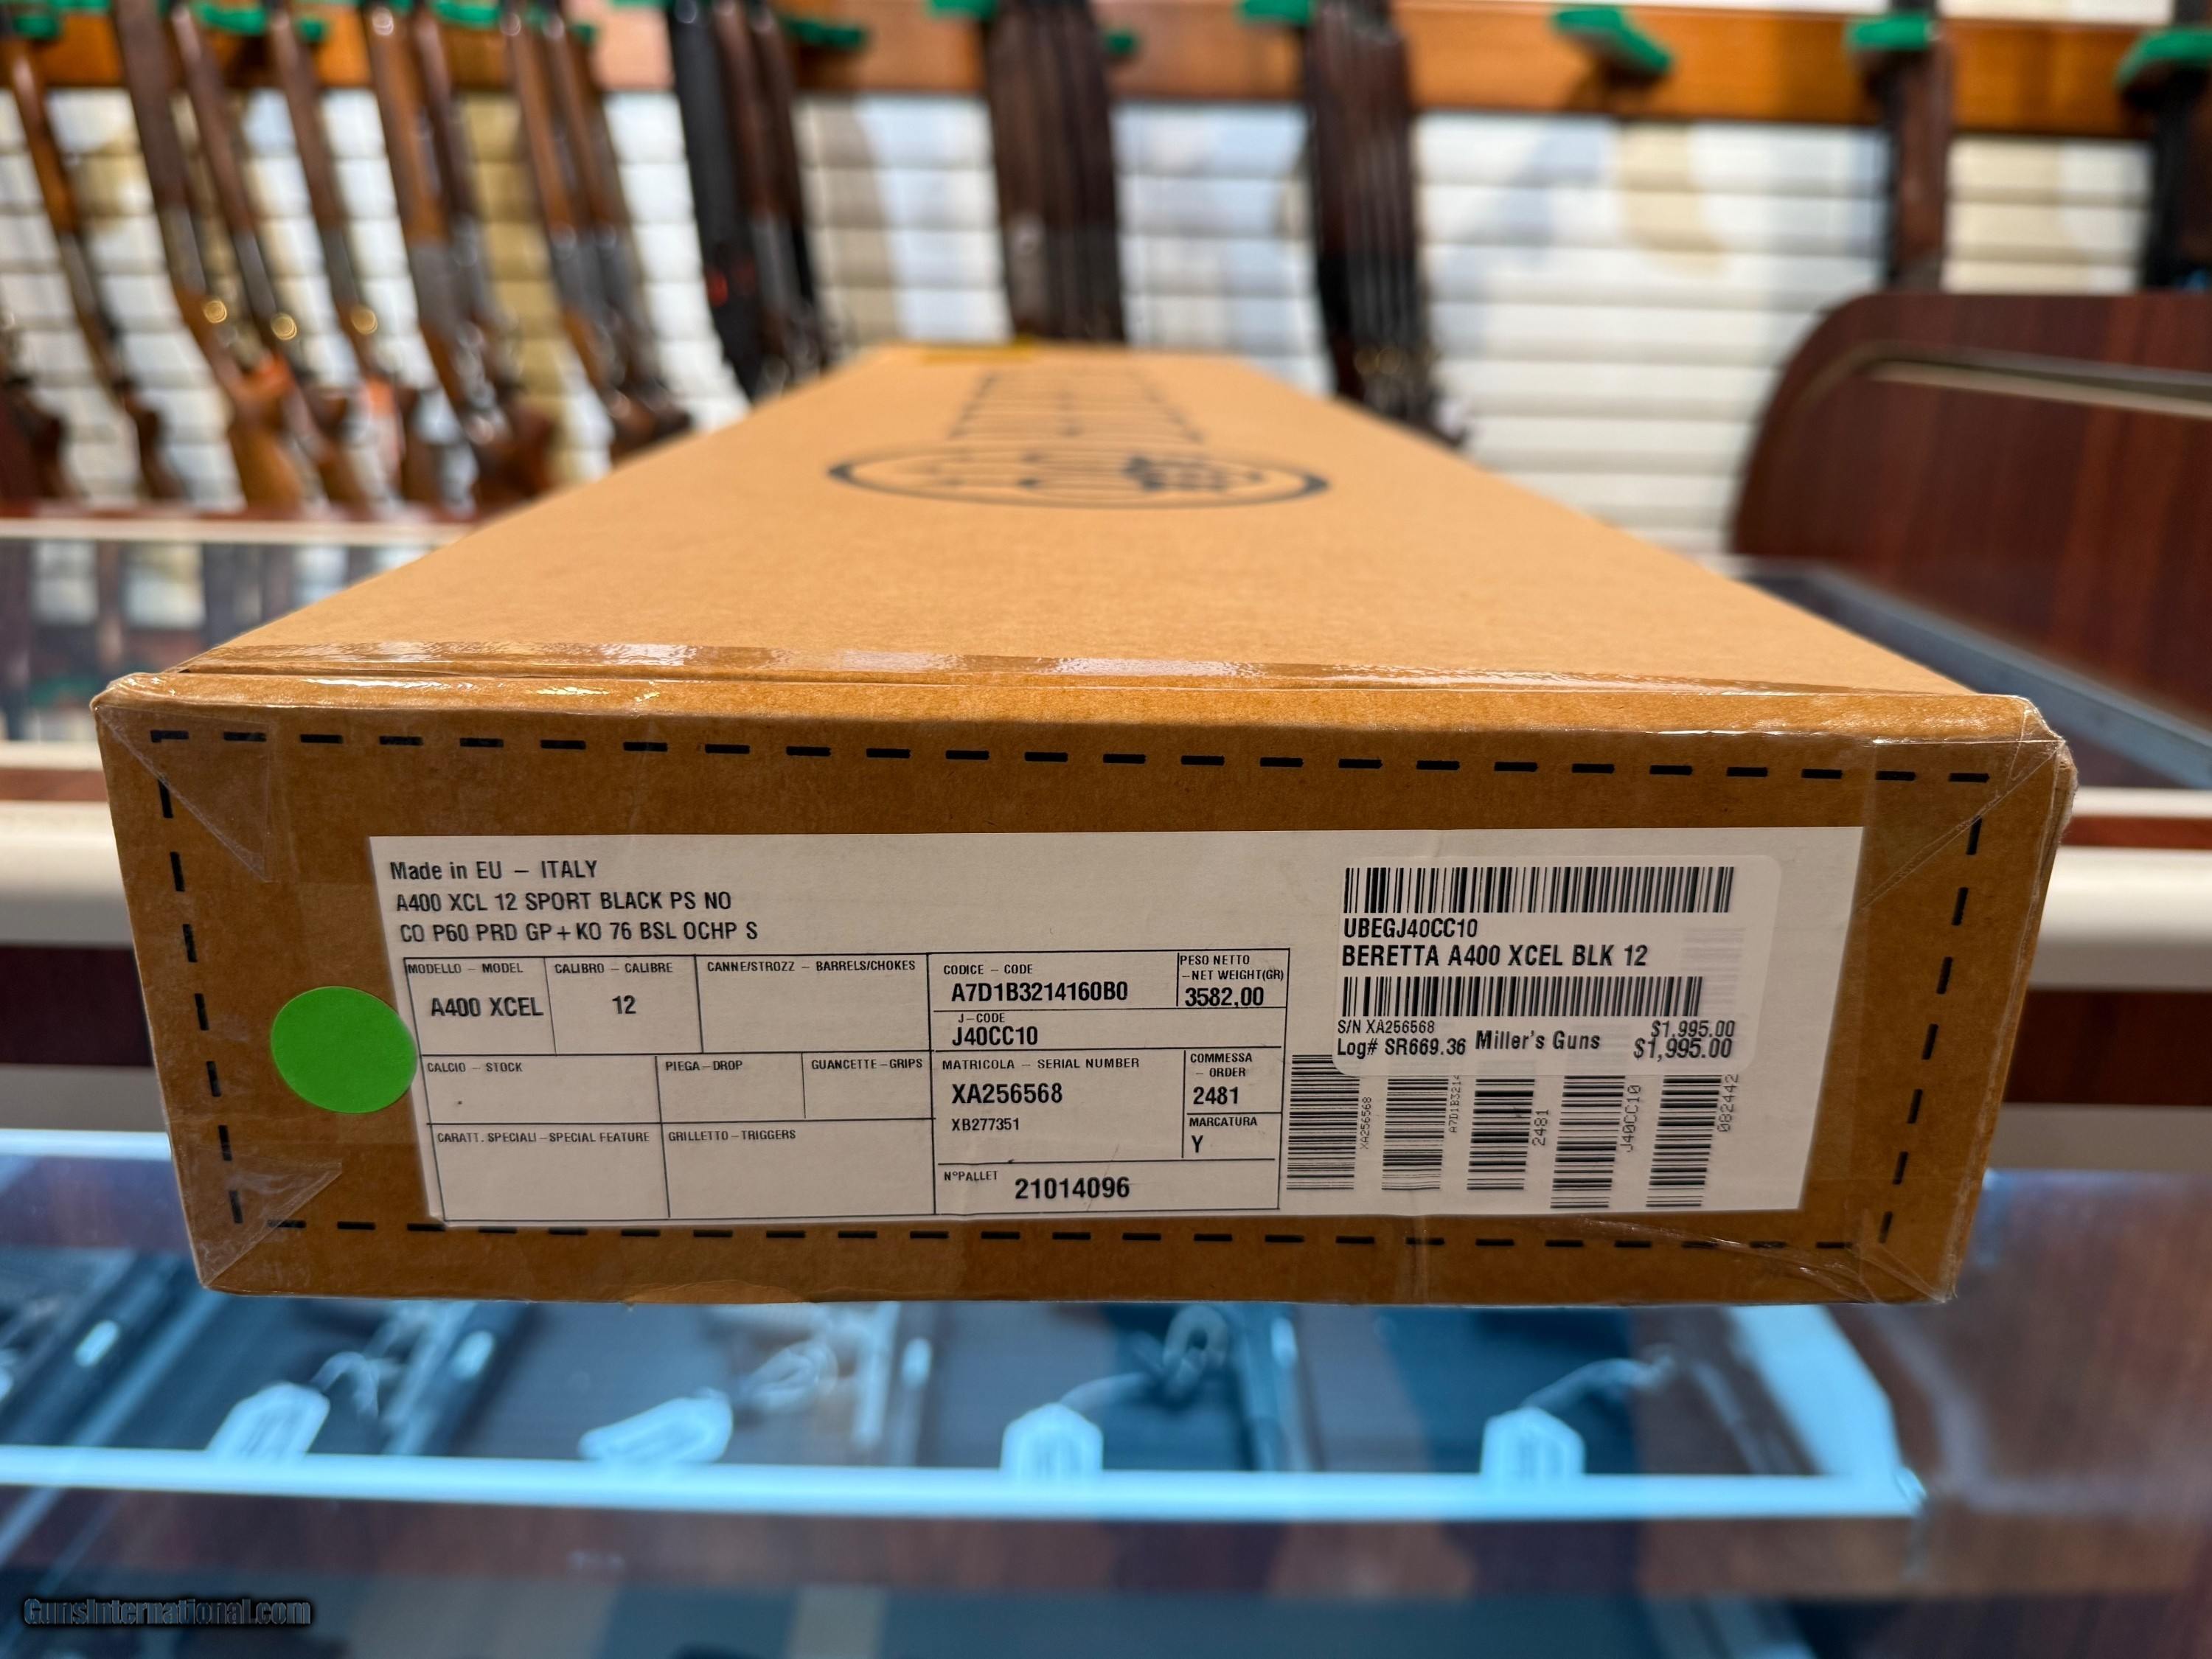 Made in EU – ITALY
A400 XCL 12 SPORT BLACK PS NO
CO P60 PRD GP+KO 76 BSL OCHP S
MODELLO – MODEL
A400 XCEL
CALIBRO – CALIBRE
12
CANNE/STROZZ – BARRELS/CHOKES
CODICE – CODE
A7D1B3214160B0
PESO NETTO
–NET WEIGHT(GR)
3582,00
J–CODE
J40CC10
CALCIO – STOCK
PIEGA–DROP
GUANCETTE–GRIPS
MATRICOLA – SERIAL NUMBER
XA256568
XB277351
COMMESSA
– ORDER
2481
MARCATURA
Y
CARATT. SPECIALI–SPECIAL FEATURE
GRILLETTO–TRIGGERS
N°PALLET
21014096
UBEGJ40CC10
BERETTA A400 XCEL BLK 12
S/N XA256568 $1,995.00
Log# SR669.36 Miller's Guns $1,995.00
XA256568
A7D1B3214
2481
J40CC10
082442
GunsInternational.com